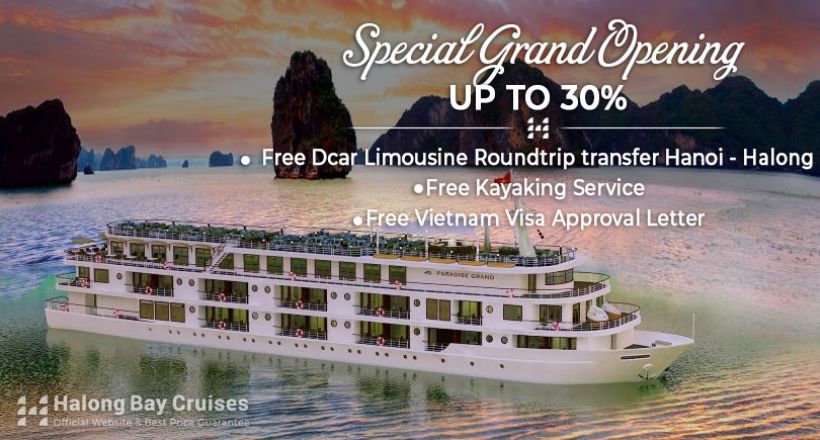 Special Grand Opening
UP TO 30%
• Free Dcar Limousine Roundtrip transfer Hanoi - Halong
•Free Kayaking Service
•Free Vietnam Visa Approval Letter
PARADISE GRAND
Halong Bay Cruises
Official Website & Best Price Guarantee